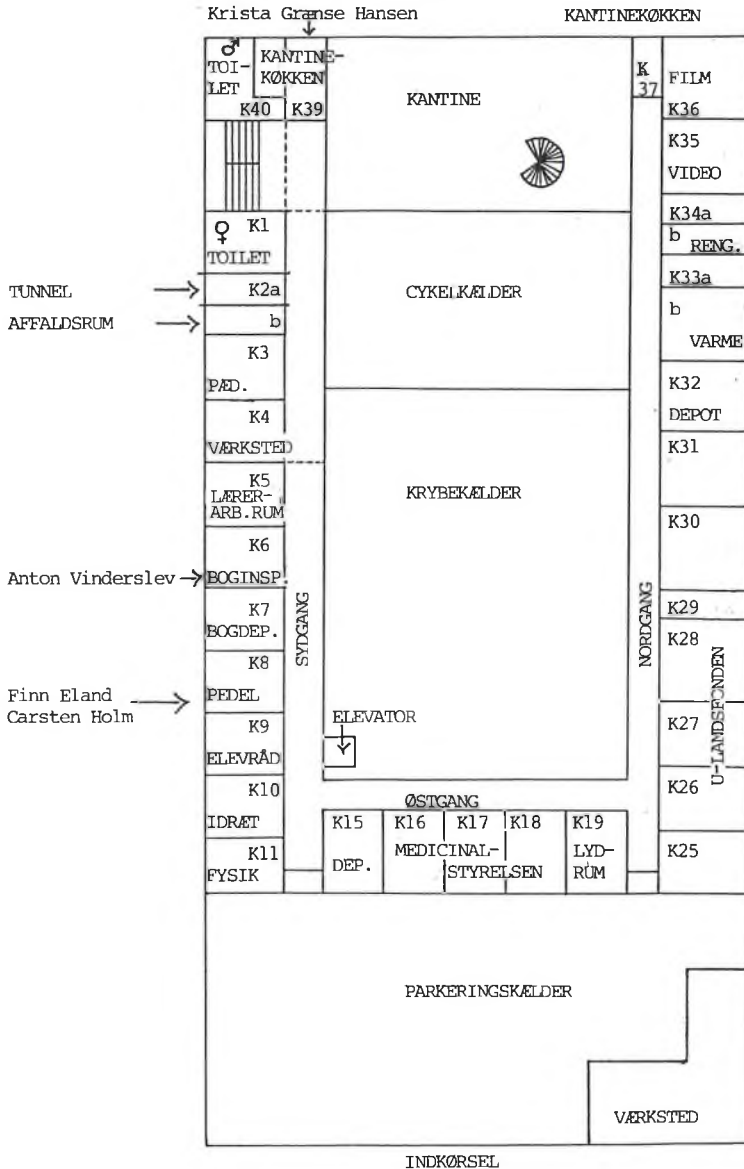 Krista Grænse Hansen
KANTINEKØKKEN
♂
TOI-
LET
K40
KANTINE-
KØKKEN
K39
KANTINE
K
37
FILM
K36
K35
VIDEO
K34a
b RENG.
K33a
b
VARME
K1
♀
TOILET
TUNNEL
K2a
AFFALDSRUM
b
CYKELKÆLDER
K3
PÆD.
K4
VÆRKSTED
K32
DEPOT
K31
K5
LÆRER-
ARB.RUM
KRYBEKÆLDER
K30
K6
Anton Vinderslev
BOGINSP.
K7
BOGDEP.
SYDGANG
NORDGANG
K29
K28
K8
PEDEL
Finn Eland
Carsten Holm
K9
ELEVRÅD
ELEVATOR
K27
U-LANDSFONDEN
K10
IDRÆT
K26
ØSTGANG
K11
FYSIK
K15
DEP.
K16
K17
K18
MEDICINAL-
STYRELSEN
K19
LYD-
RUM
K25
PARKERINGSKÆLDER
VÆRKSTED
INDKØRSEL